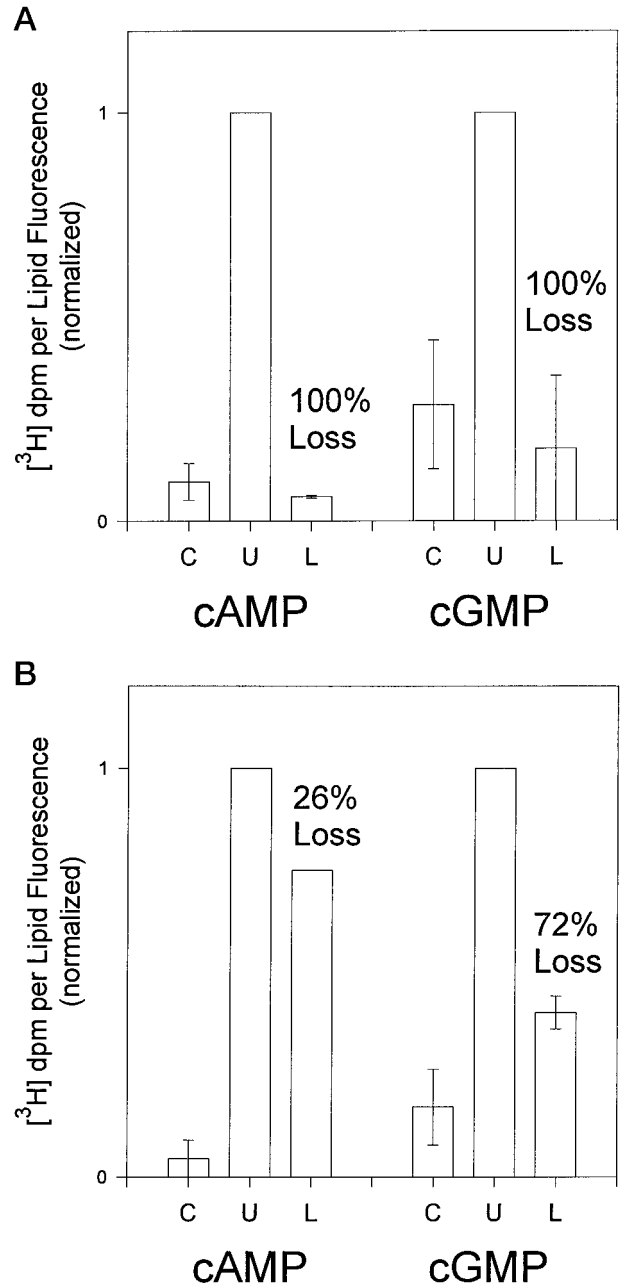 A
[³H] dpm per Lipid Fluorescence
(normalized)
1
0
100%
Loss
100%
Loss
C U L C U L
cAMP cGMP
B
[³H] dpm per Lipid Fluorescence
(normalized)
1
0
26%
Loss
72%
Loss
C U L C U L
cAMP cGMP